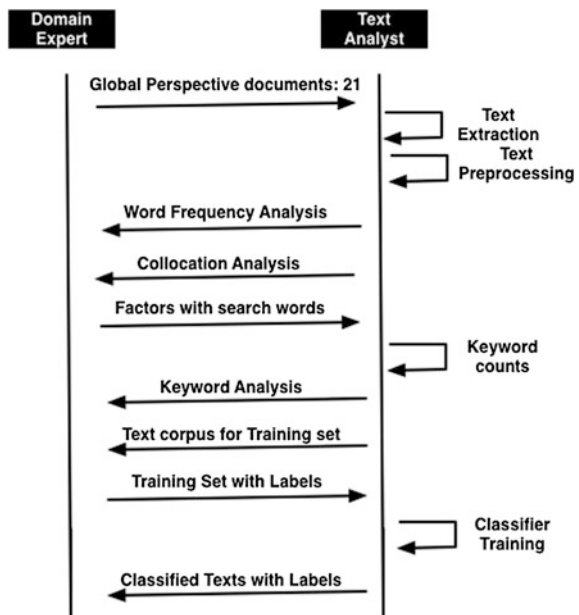 Domain
Expert
Text
Analyst
Global Perspective documents: 21
Text
Extraction
Text
Preprocessing
Word Frequency Analysis
Collocation Analysis
Factors with search words
Keyword
counts
Keyword Analysis
Text corpus for Training set
Training Set with Labels
Classifier
Training
Classified Texts with Labels